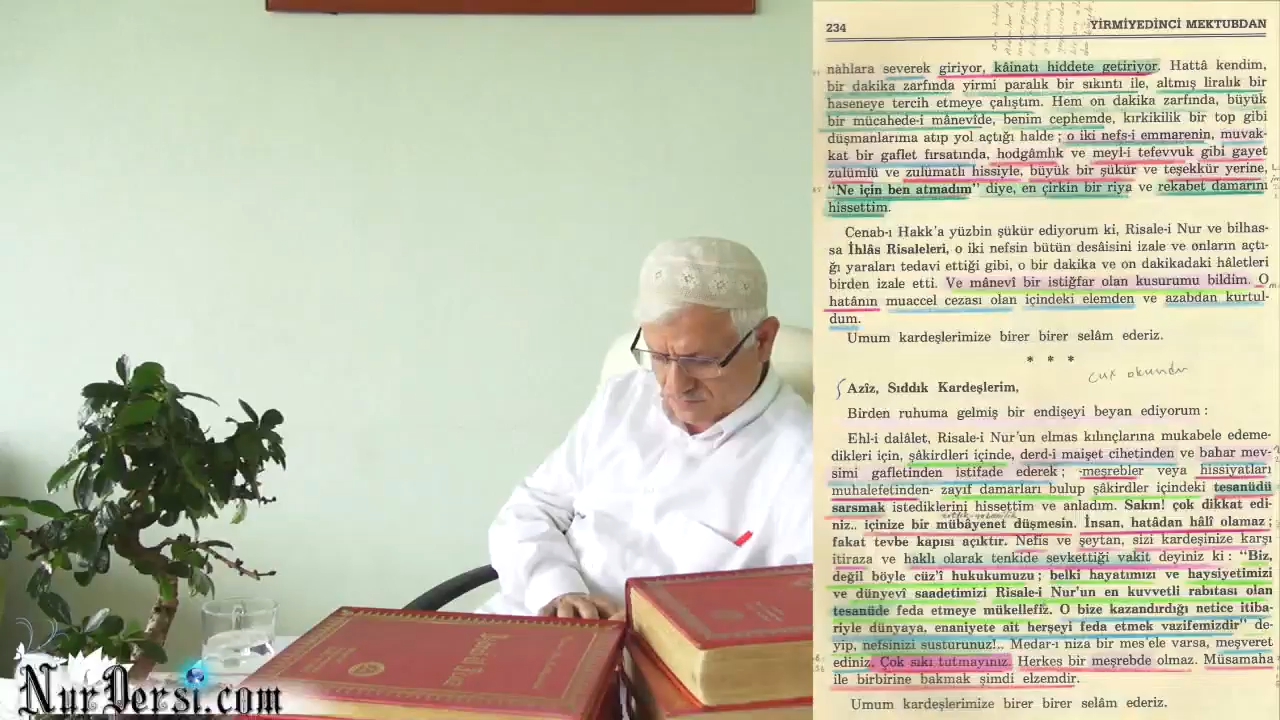 234
YİRMİYEDİNCİ MEKTUBDAN
nâhlara severek giriyor, kâinatı hiddete getiriyor. Hattâ kendim,
bir dakika zarfında yirmi paralık bir sıkıntı ile, altmış liralık bir
haseneye tercih etmeye çalıştım. Hem on dakika zarfında, büyük
bir mücahede-i mânevîde, benim cephemde, kırkikilik bir top gibi
düşmanlarıma atıp yol açtığı halde; o iki nefs-i emmarenin, muvak-
kat bir gaflet fırsatında, hodgâmlık ve meyl-i tefevvuk gibi gayet
zulümlü ve zulümatlı hissiyle, büyük bir şükür ve teşekkür yerine,
"Ne için ben atmadım" diye, en çirkin bir riya ve rekabet damarını
hissettim.
Cenab-ı Hakk'a yüzbin şükür ediyorum ki, Risale-i Nur ve bilhas-
sa İhlâs Risaleleri, o iki nefsin bütün desâisini izale ve onların açtı-
ğı yaraları tedavi ettiği gibi, o bir dakika ve on dakikadaki hâletleri
birden izale etti. Ve mânevî bir istiğfar olan kusurumu bildim. O
hatânın muaccel cezası olan içindeki elemden ve azabdan kurtul-
dum.
Umum kardeşlerimize birer birer selâm ederiz.
* * *
çok okundu
Azîz, Sıddık Kardeşlerim,
Birden ruhuma gelmiş bir endişeyi beyan ediyorum :
Ehl-i dalâlet, Risale-i Nur'un elmas kılınçlarına mukabele edeme-
dikleri için, şâkirdleri içinde, derd-i maişet cihetinden ve bahar mev-
simi gafletinden istifade ederek; -meşrebler veya hissiyatları
muhalefetinden- zayıf damarları bulup şâkirdler içindeki tesanüdü
sarsmak istediklerini hissettim ve anladım. Sakın! çok dikkat edi-
niz.. içinize bir mübâyenet düşmesin. İnsan, hatâdan hâlî olamaz;
fakat tevbe kapısı açıktır. Nefis ve şeytan, sizi kardeşinize karşı
itiraza ve haklı olarak tenkide sevkettiği vakit deyiniz ki : "Biz,
değil böyle cüz'î hukukumuzu; belki hayatımızı ve haysiyetimizi
ve dünyevî saadetimizi Risale-i Nur'un en kuvvetli rabıtası olan
tesanüde feda etmeye mükellefiz. O bize kazandırdığı netice itiba-
riyle dünyaya, enaniyete ait herşeyi feda etmek vazifemizdir" de-
yip, nefsinizi susturunuz!.. Medar-ı niza bir mes'ele varsa, meşveret
ediniz. Çok sıkı tutmayınız. Herkes bir meşrebde olmaz. Müsamaha
ile birbirine bakmak şimdi elzemdir.
Umum kardeşlerimize birer birer selâm ederiz.
NurDersi.com